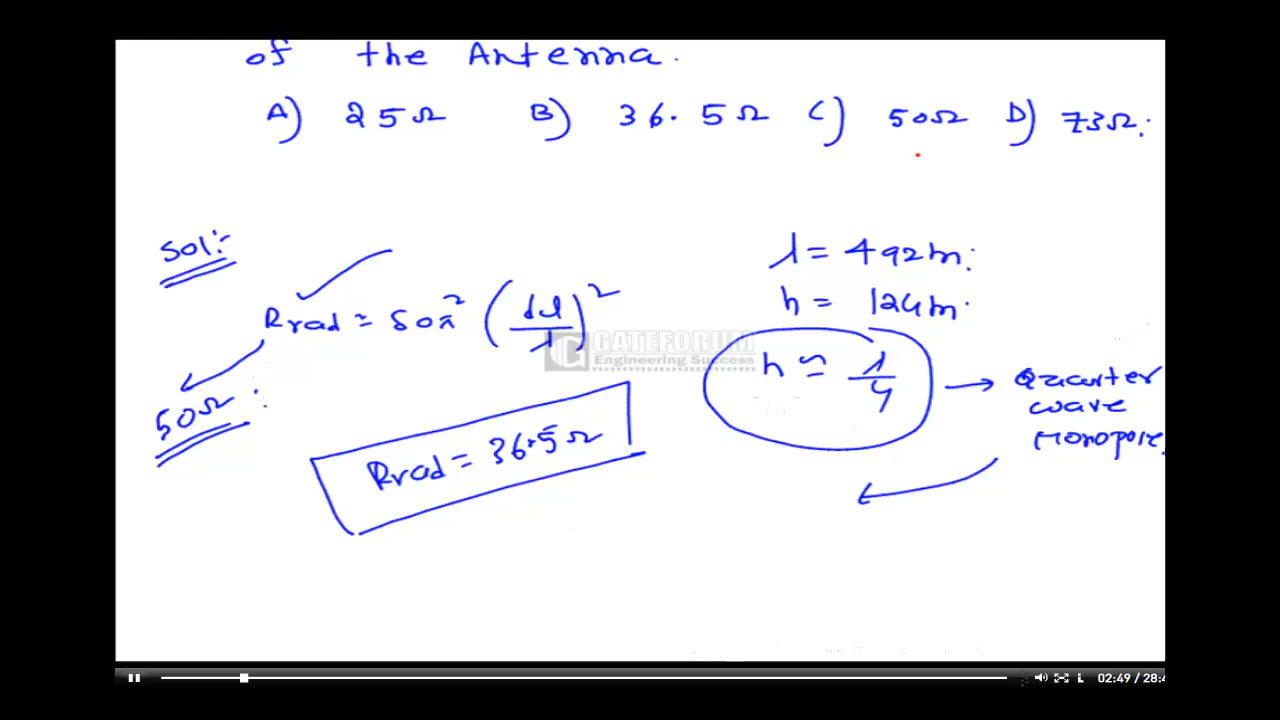 of the Antenna.
A) 25Ω B) 36.5Ω C) 50Ω D) 73Ω.
Sol:
λ = 492m.
h = 124m.
Rrad = 80π² (dl/λ)²
GATEFORUM
Engineering Success
h ≃ λ/4
Quarter
wave
Monopole.
50Ω
Rrad = 36.5Ω
02:49 / 28:4